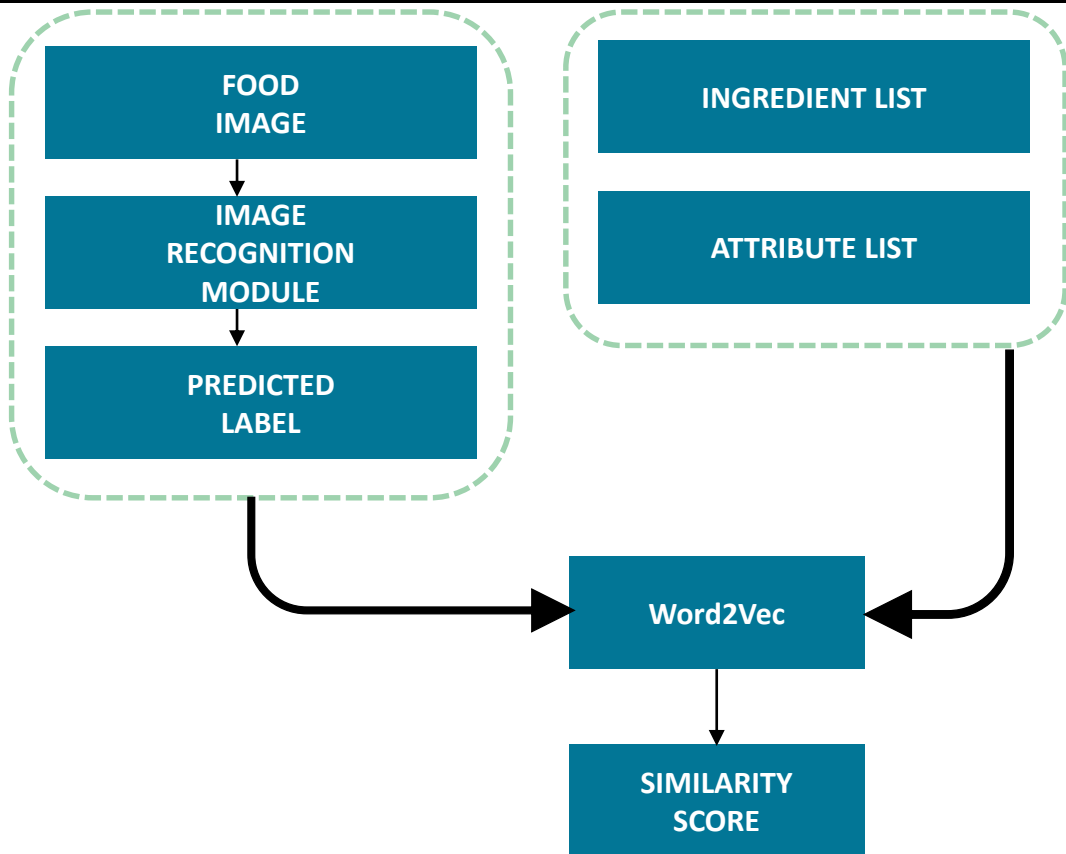 FOOD
IMAGE
IMAGE
RECOGNITION
MODULE
PREDICTED
LABEL
INGREDIENT LIST
ATTRIBUTE LIST
Word2Vec
SIMILARITY
SCORE